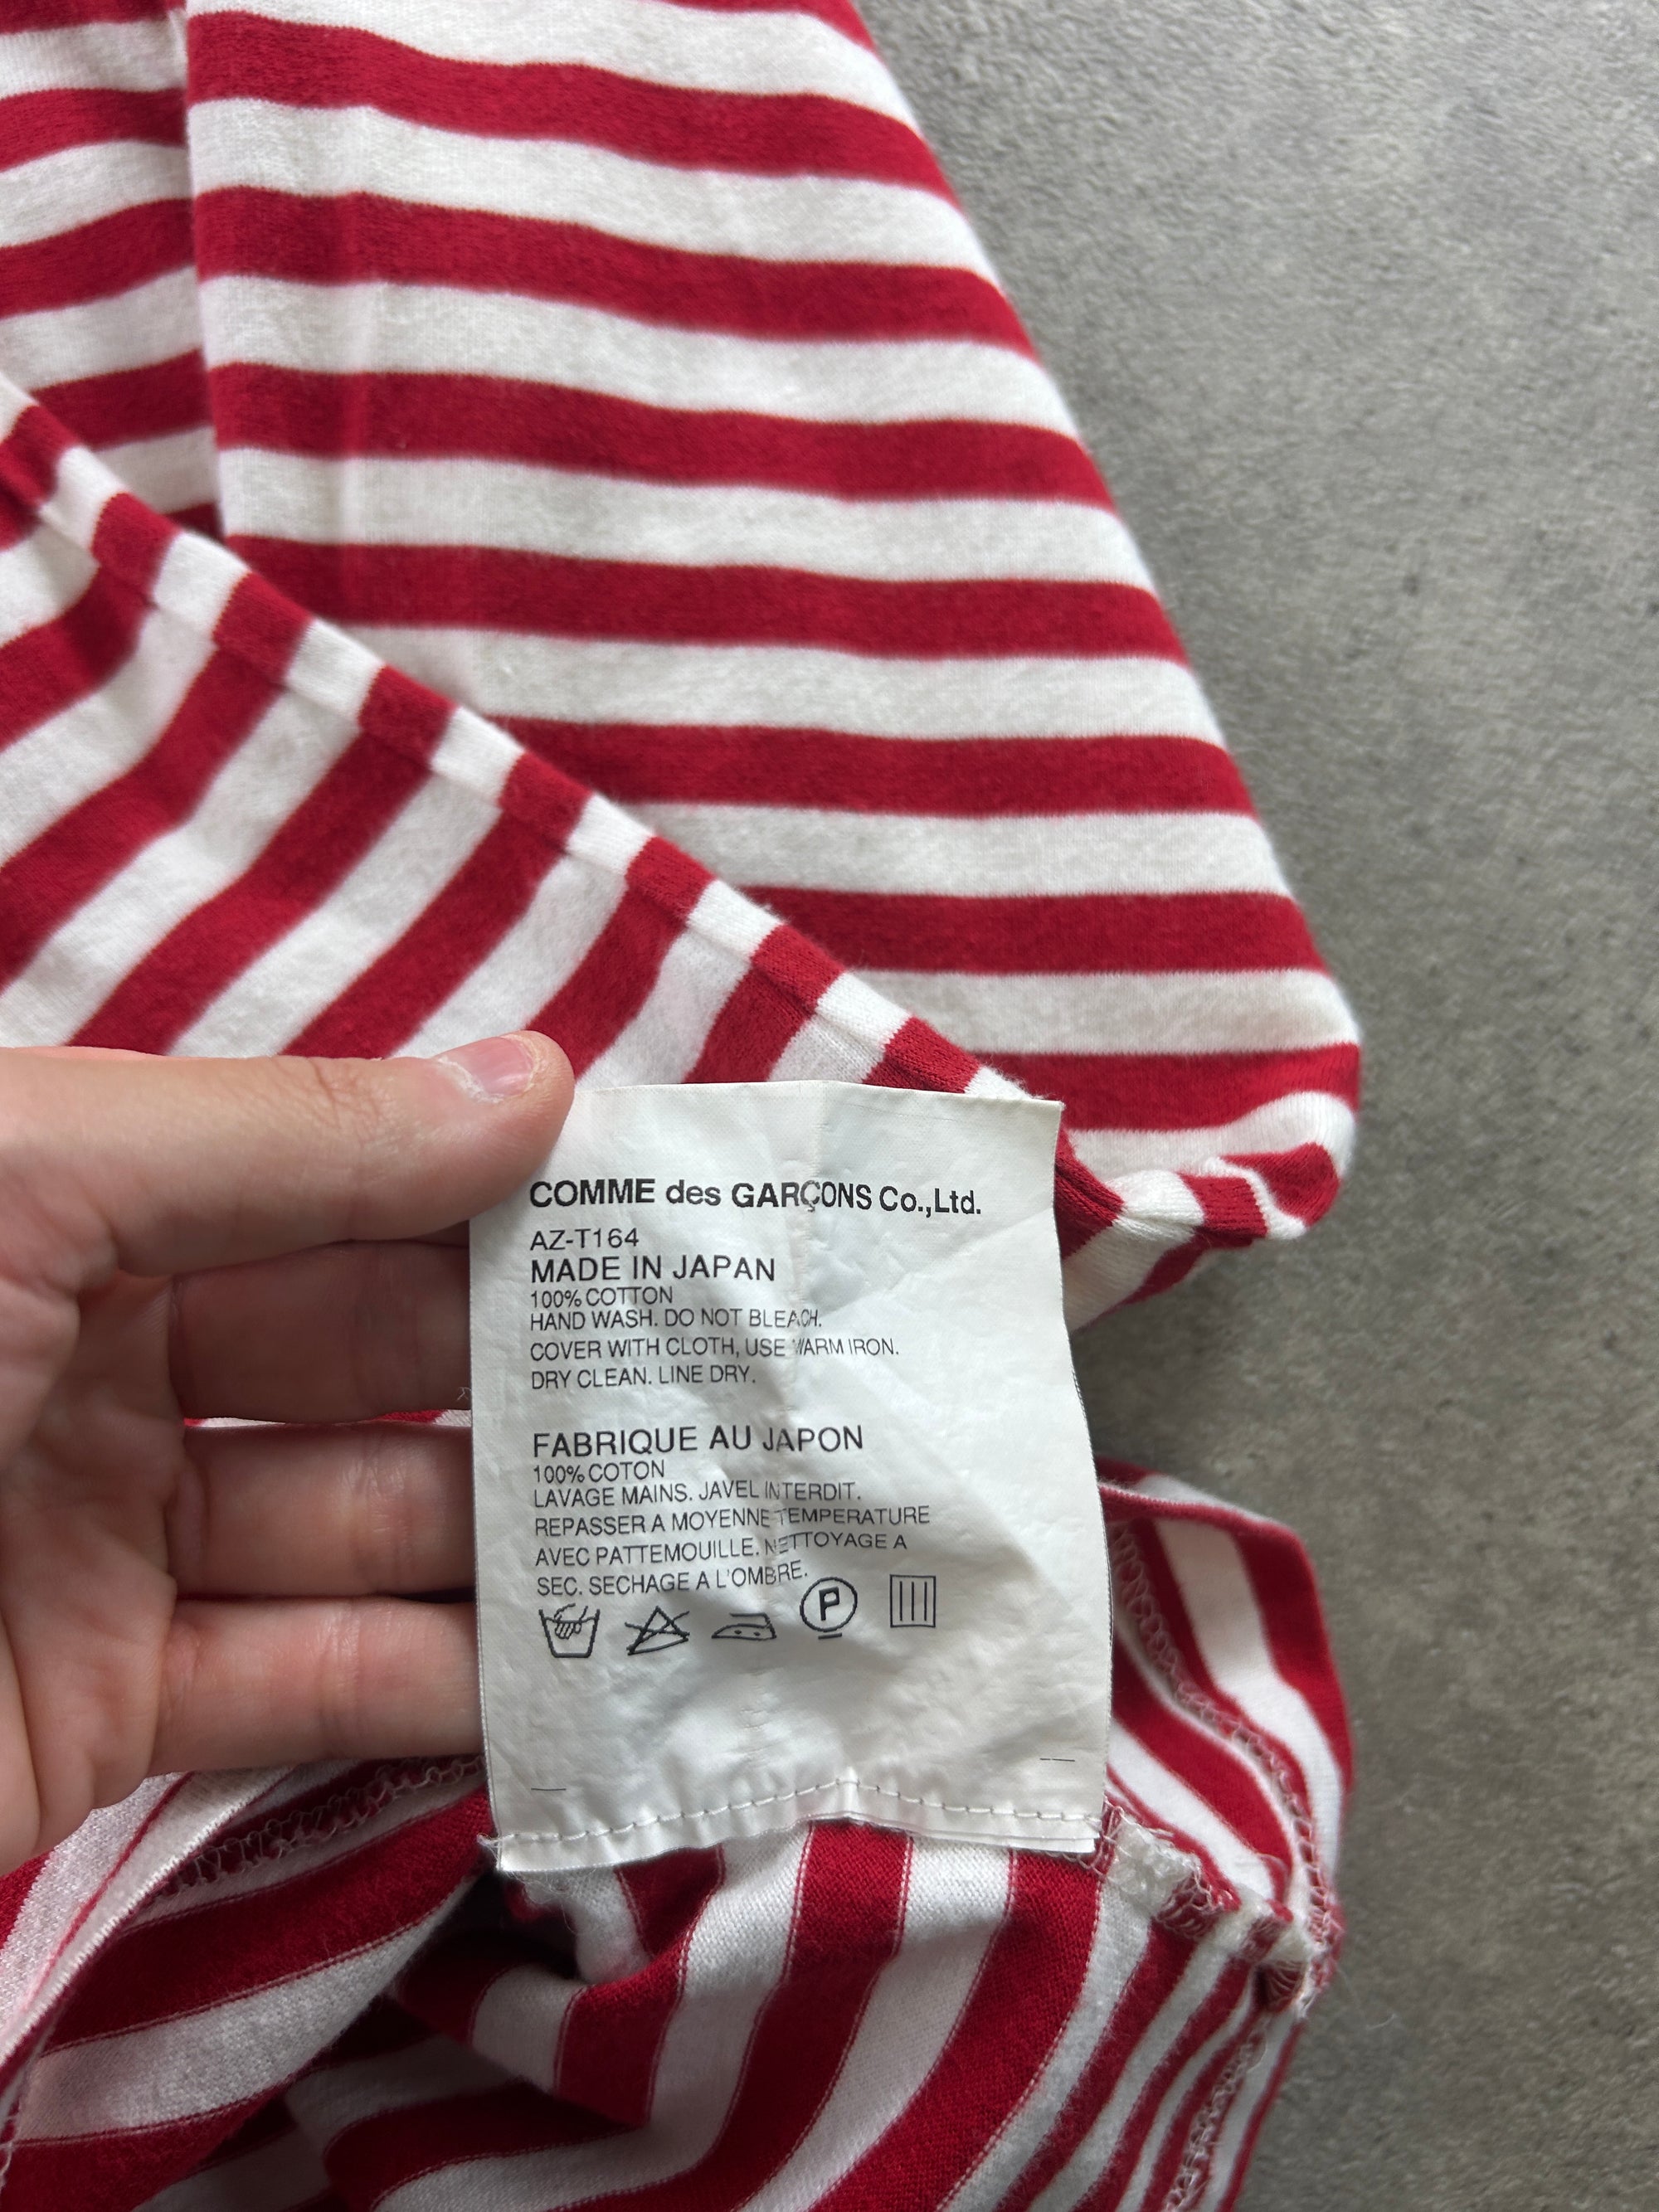 COMME des GARÇONS Co.,Ltd.
AZ-T164
MADE IN JAPAN
100% COTTON
HAND WASH. DO NOT BLEACH.
COVER WITH CLOTH, USE WARM IRON.
DRY CLEAN. LINE DRY.
FABRIQUE AU JAPON
100% COTON
LAVAGE MAINS. JAVEL INTERDIT.
REPASSER A MOYENNE TEMPERATURE
AVEC PATTEMOUILLE. NETTOYAGE A
SEC. SECHAGE A L'OMBRE.
P